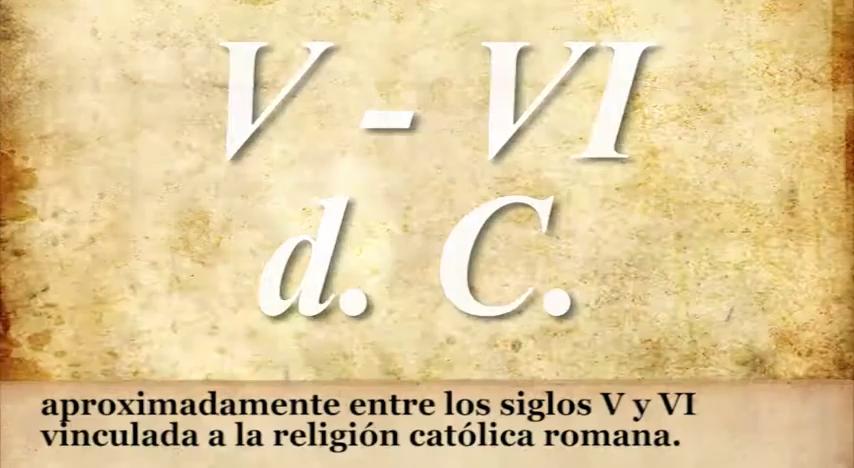 V - VI
d. C.
aproximadamente entre los siglos V y VI
vinculada a la religión católica romana.